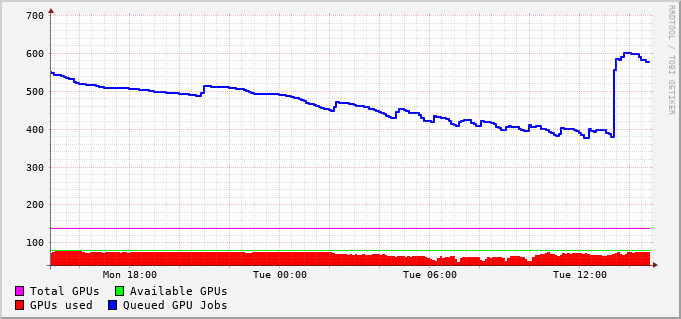 700
600
500
400
300
200
100
Mon 18:00 Tue 00:00 Tue 06:00 Tue 12:00
Total GPUs Available GPUs
GPUs used Queued GPU Jobs
RRDTOOL / TOBI OETIKER